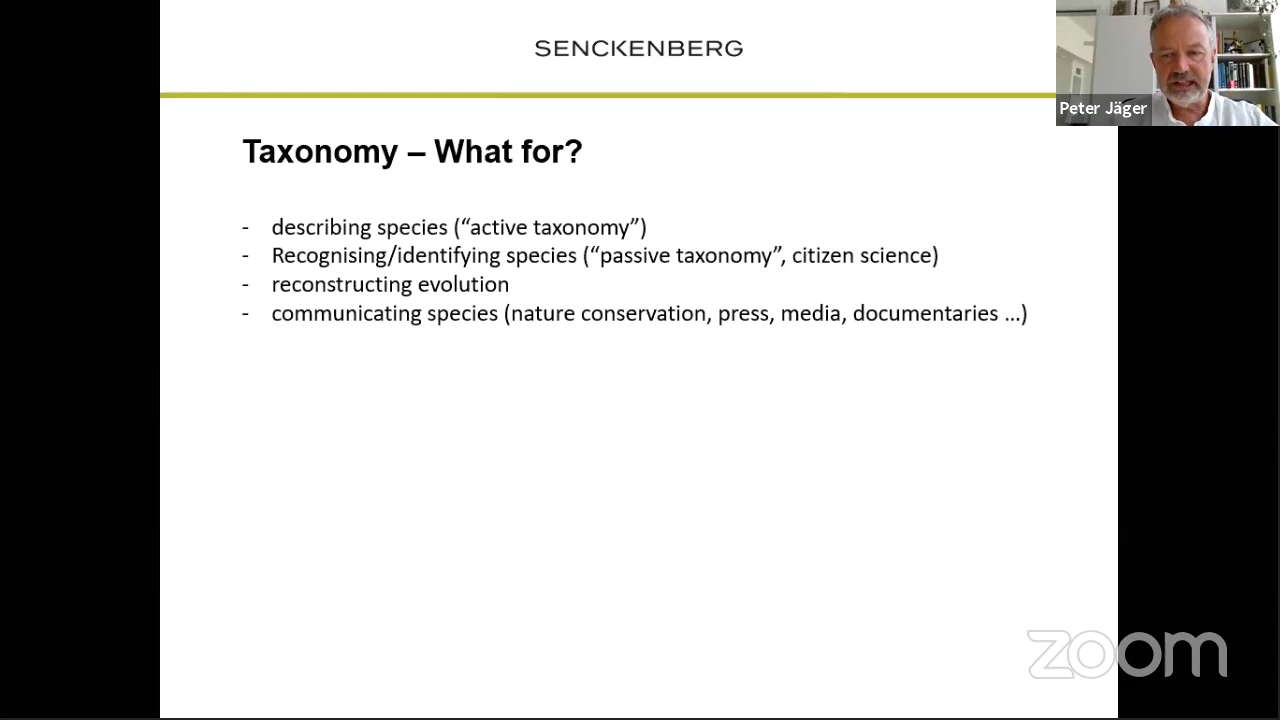 SENCKENBERG
Peter Jäger
Taxonomy – What for?
- describing species (“active taxonomy”)
- Recognising/identifying species (“passive taxonomy”, citizen science)
- reconstructing evolution
- communicating species (nature conservation, press, media, documentaries ...)
zoom